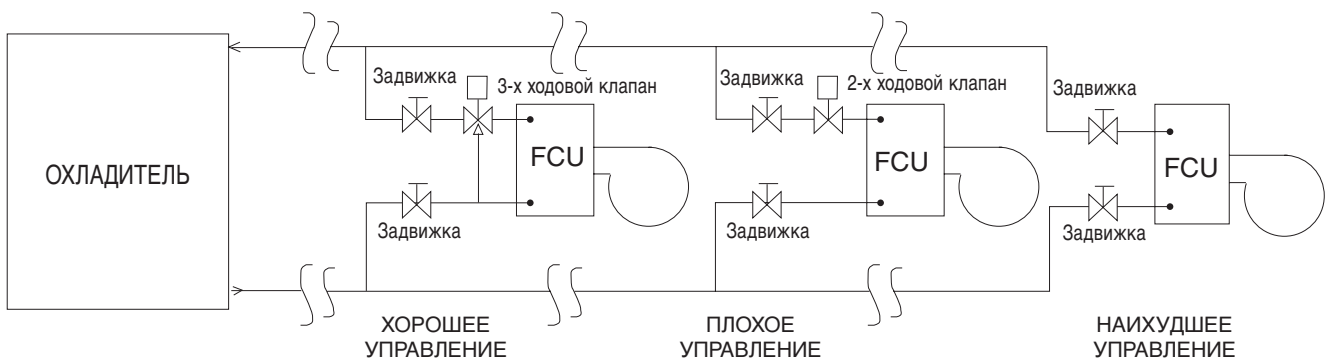 Задвижка
3-х ходовой клапан
Задвижка
2-х ходовой клапан
Задвижка
FCU
FCU
FCU
ОХЛАДИТЕЛЬ
Задвижка
Задвижка
Задвижка
ХОРОШЕЕ
УПРАВЛЕНИЕ
ПЛОХОЕ
УПРАВЛЕНИЕ
НАИХУДШЕЕ
УПРАВЛЕНИЕ